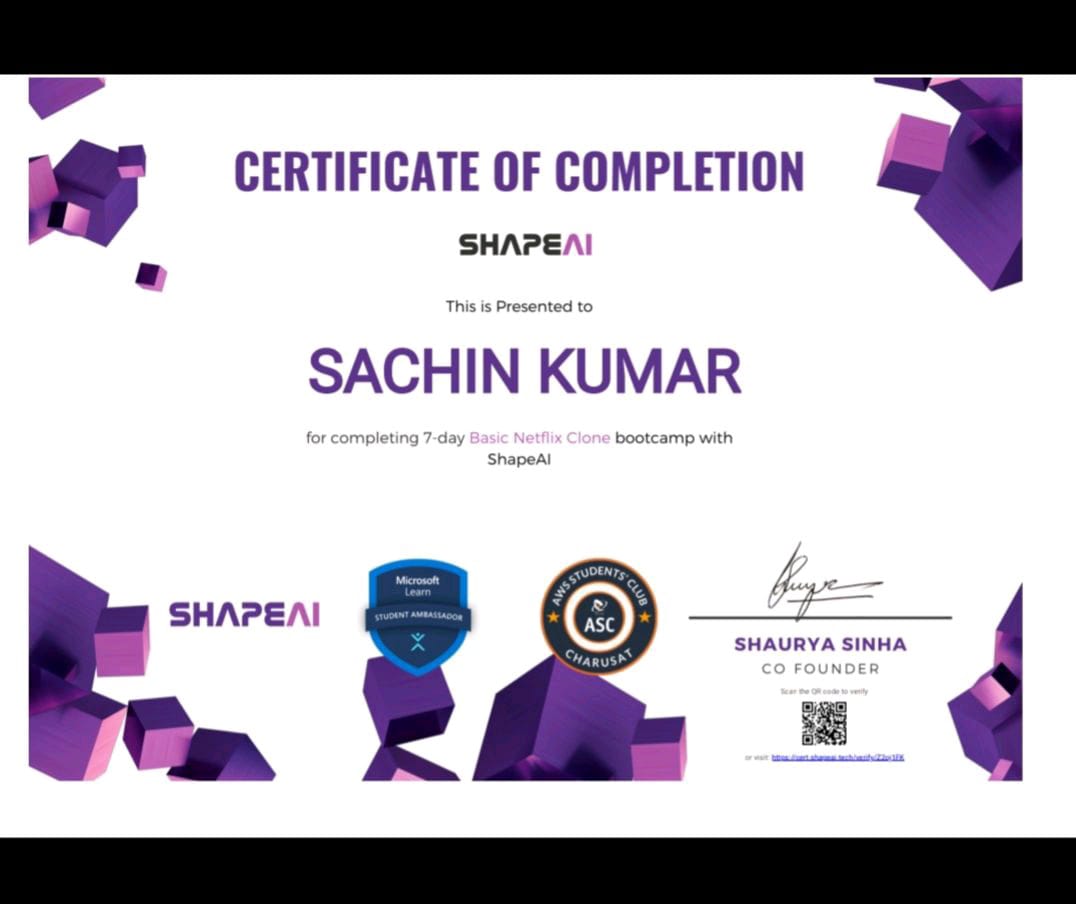 CERTIFICATE OF COMPLETION
SHAPEAI
This is Presented to
SACHIN KUMAR
for completing 7-day Basic Netflix Clone bootcamp with
ShapeAI
SHAPEAI
Microsoft
Learn
STUDENT AMBASSADOR
AWS STUDENTS' CLUB
ASC
CHARUSAT
SHAURYA SINHA
CO FOUNDER
Scan the QR code to verify
or visit: https://cert.shapeai.tech/verify/